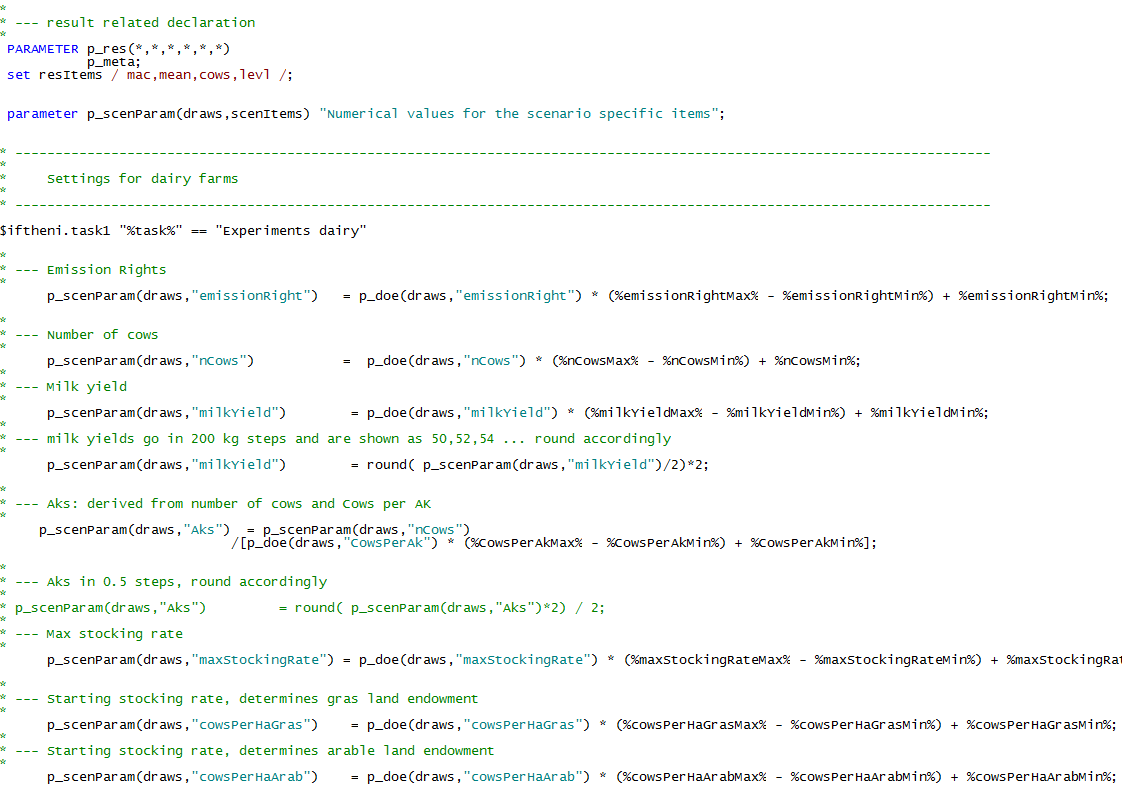 *
* --- result related declaration
*
PARAMETER p_res(*,*,*,*,*,*)
p_meta;
set resItems / mac,mean,cows,levl /;
parameter p_scenParam(draws,scenItems) "Numerical values for the scenario specific items";
* --------------------------------------------------------------------------------------------------------------------------
*
* Settings for dairy farms
*
* --------------------------------------------------------------------------------------------------------------------------
$iftheni.task1 "%task%" == "Experiments dairy"
*
* --- Emission Rights
*
p_scenParam(draws,"emissionRight") = p_doe(draws,"emissionRight") * (%emissionRightMax% - %emissionRightMin%) + %emissionRightMin%;
*
* --- Number of cows
*
p_scenParam(draws,"nCows") = p_doe(draws,"nCows") * (%nCowsMax% - %nCowsMin%) + %nCowsMin%;
*
* --- Milk yield
*
p_scenParam(draws,"milkYield") = p_doe(draws,"milkYield") * (%milkYieldMax% - %milkYieldMin%) + %milkYieldMin%;
*
* --- milk yields go in 200 kg steps and are shown as 50,52,54 ... round accordingly
*
p_scenParam(draws,"milkYield") = round( p_scenParam(draws,"milkYield")/2)*2;
*
* --- Aks: derived from number of cows and Cows per AK
*
p_scenParam(draws,"Aks") = p_scenParam(draws,"nCows")
/[p_doe(draws,"CowsPerAk") * (%CowsPerAkMax% - %CowsPerAkMin%) + %CowsPerAkMin%];
*
* --- Aks in 0.5 steps, round accordingly
*
* p_scenParam(draws,"Aks") = round( p_scenParam(draws,"Aks")*2) / 2;
*
* --- Max stocking rate
*
p_scenParam(draws,"maxStockingRate") = p_doe(draws,"maxStockingRate") * (%maxStockingRateMax% - %maxStockingRateMin%) + %maxStockingRat
*
* --- Starting stocking rate, determines gras land endowment
*
p_scenParam(draws,"cowsPerHaGras") = p_doe(draws,"cowsPerHaGras") * (%cowsPerHaGrasMax% - %cowsPerHaGrasMin%) + %cowsPerHaGrasMin%;
*
* --- Starting stocking rate, determines arable land endowment
*
p_scenParam(draws,"cowsPerHaArab") = p_doe(draws,"cowsPerHaArab") * (%cowsPerHaArabMax% - %cowsPerHaArabMin%) + %cowsPerHaArabMin%;